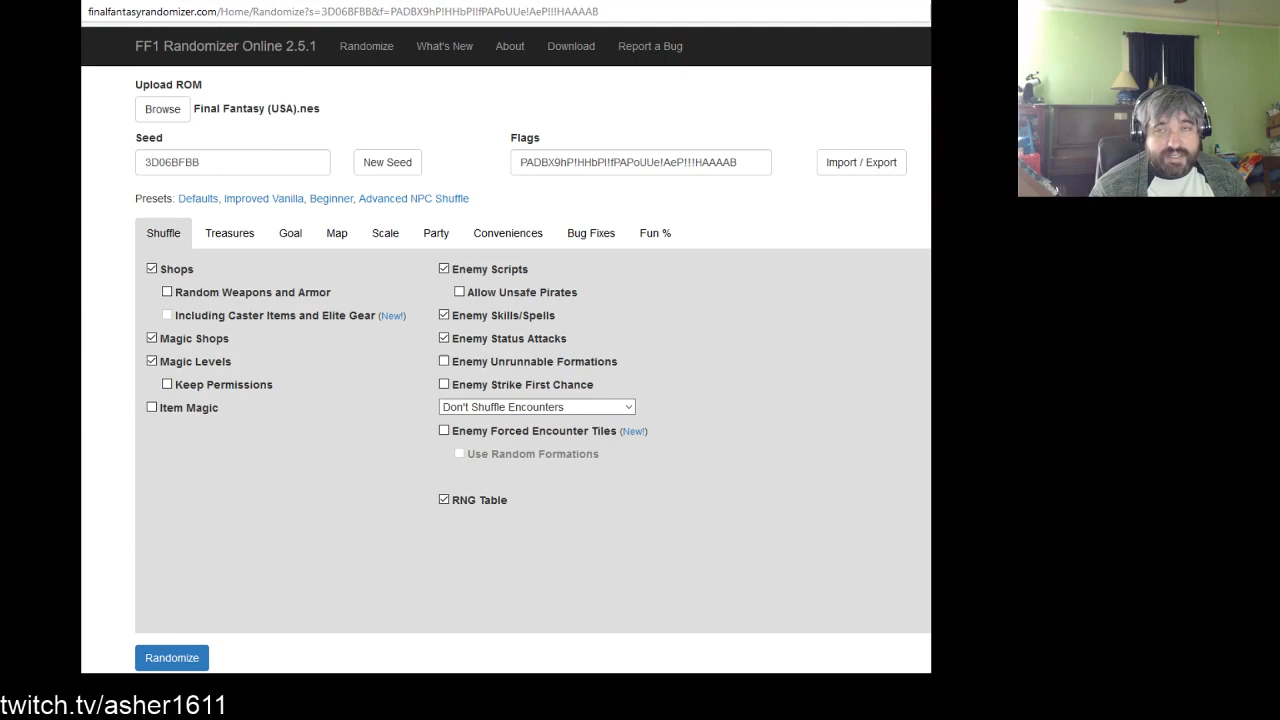 finalfantasyrandomizer.com/Home/Randomize?s=3D06BFBB&f=PADBX9hP!HHbP!!fPAPoUUe!AeP!!!HAAAAB
FF1 Randomizer Online 2.5.1 Randomize What's New About Download Report a Bug
Upload ROM
Browse Final Fantasy (USA).nes
Seed Flags
3D06BFBB New Seed PADBX9hP!HHbP!!fPAPoUUe!AeP!!!HAAAAB Import / Export
Presets: Defaults, Improved Vanilla, Beginner, Advanced NPC Shuffle
Shuffle Treasures Goal Map Scale Party Conveniences Bug Fixes Fun %
Shops
Random Weapons and Armor
Including Caster Items and Elite Gear (New!)
Magic Shops
Magic Levels
Keep Permissions
Item Magic
Enemy Scripts
Allow Unsafe Pirates
Enemy Skills/Spells
Enemy Status Attacks
Enemy Unrunnable Formations
Enemy Strike First Chance
Don't Shuffle Encounters
Enemy Forced Encounter Tiles (New!)
Use Random Formations
RNG Table
Randomize
twitch.tv/asher1611